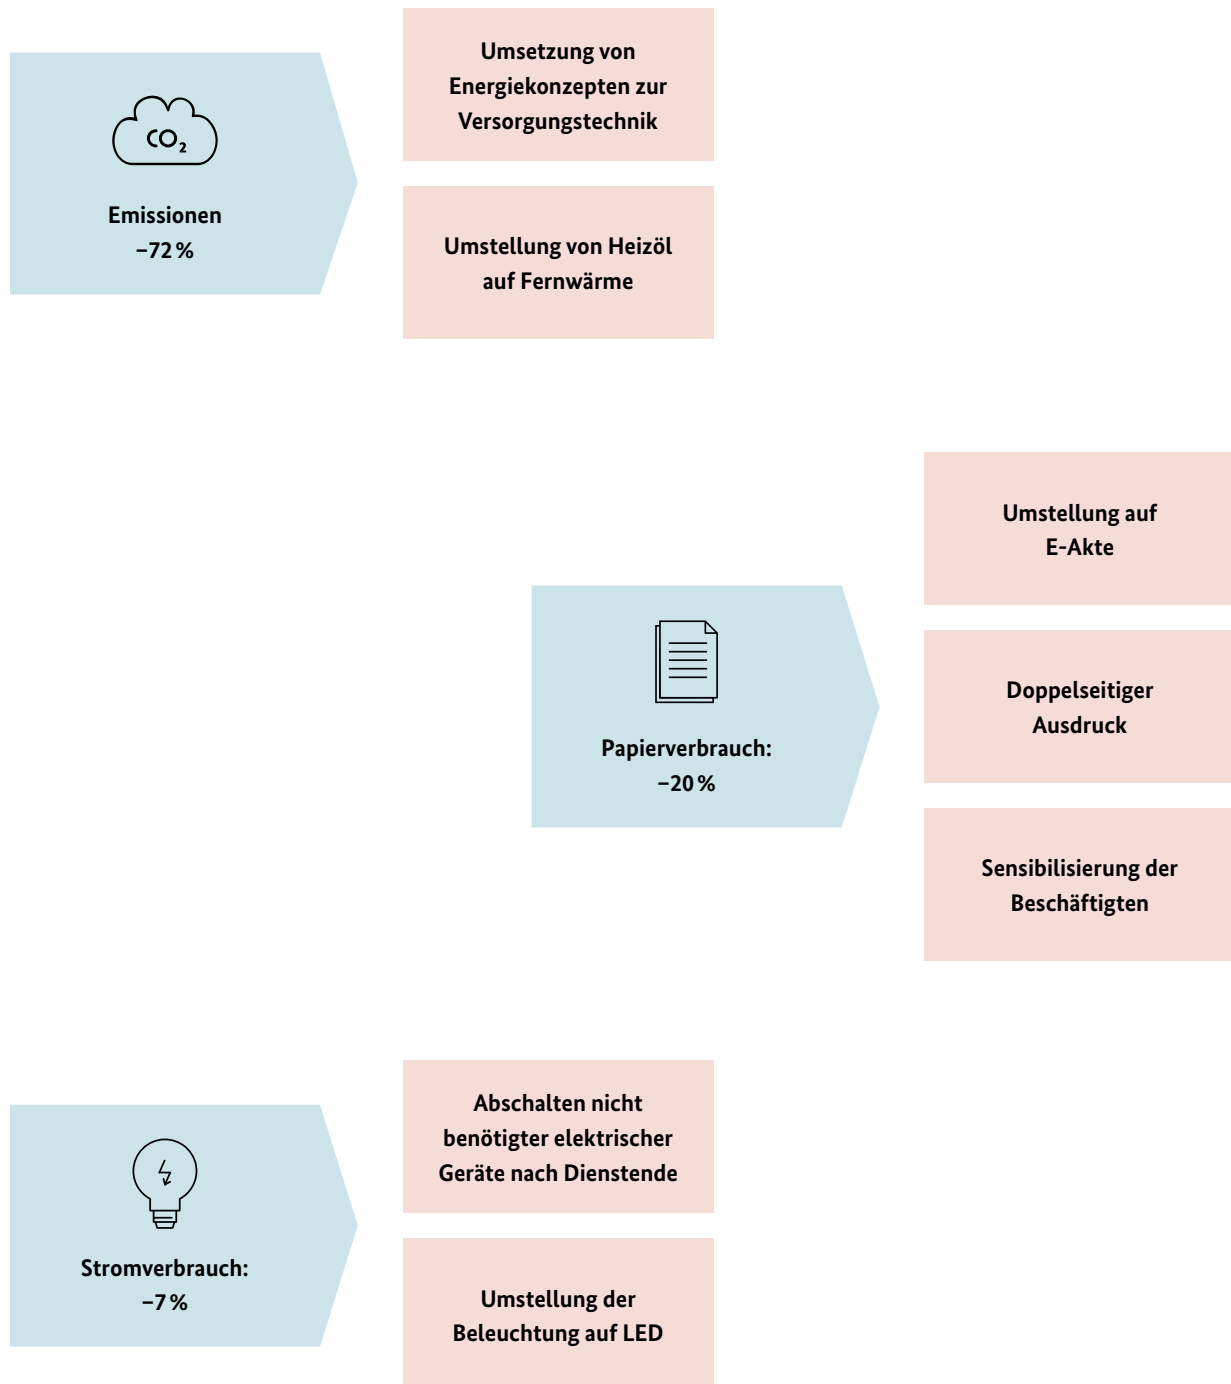 CO₂
Emissionen
−72 %
Umsetzung von
Energiekonzepten zur
Versorgungstechnik
Umstellung von Heizöl
auf Fernwärme
Papierverbrauch:
−20 %
Umstellung auf
E-Akte
Doppelseitiger
Ausdruck
Sensibilisierung der
Beschäftigten
Stromverbrauch:
−7 %
Abschalten nicht
benötigter elektrischer
Geräte nach Dienstende
Umstellung der
Beleuchtung auf LED